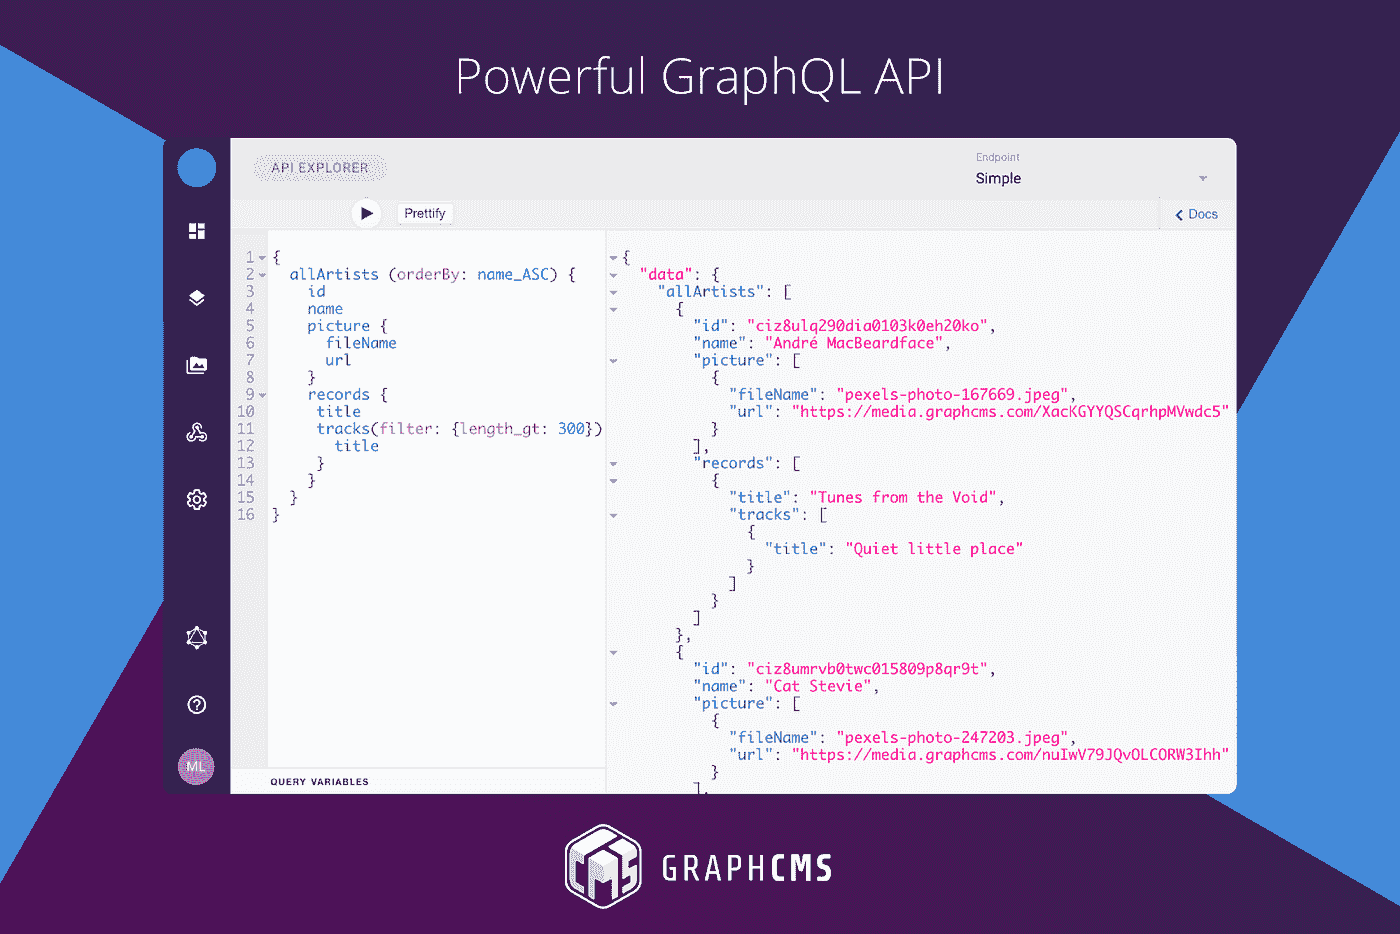 Powerful GraphQL API
API EXPLORER
Endpoint
Simple
Prettify
Docs
1 {
2 allArtists (orderBy: name_ASC) {
3 id
4 name
5 picture {
6 fileName
7 url
8 }
9 records {
10 title
11 tracks(filter: {length_gt: 300})
12 title
13 }
14 }
15 }
16 }
QUERY VARIABLES
{
"data": {
"allArtists": [
{
"id": "ciz8ulq290dia0103k0eh20ko",
"name": "André MacBeardface",
"picture": [
{
"fileName": "pexels-photo-167669.jpeg",
"url": "https://media.graphcms.com/XacKGYYQSCqrhpMVwdc5"
}
],
"records": [
{
"title": "Tunes from the Void",
"tracks": [
{
"title": "Quiet little place"
}
]
}
]
},
{
"id": "ciz8umrvb0twc015809p8qr9t",
"name": "Cat Stevie",
"picture": [
{
"fileName": "pexels-photo-247203.jpeg",
"url": "https://media.graphcms.com/nuIwV79JQvOLCORW3Ihh"
}
],
ML
CMS
GRAPHCMS